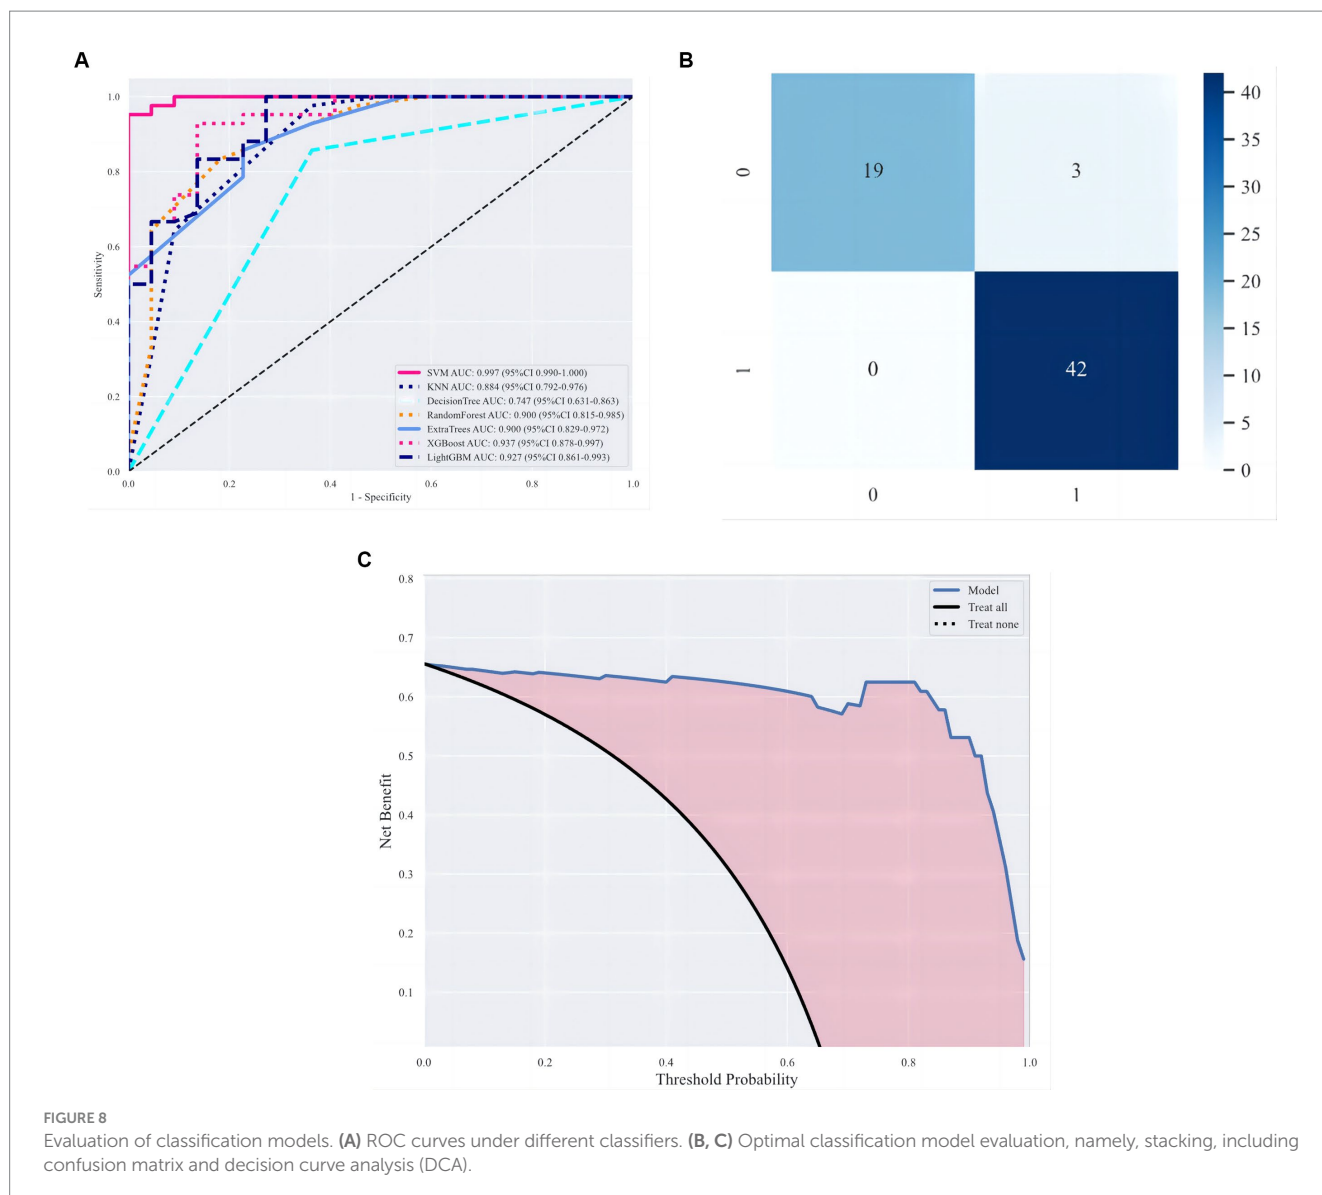 A
1.0
0.8
0.6
0.4
0.2
0.0
Sensitivity
0.0 0.2 0.4 0.6 0.8 1.0
1 - Specificity
SVM AUC: 0.997 (95%CI 0.990-1.000)
KNN AUC: 0.884 (95%CI 0.792-0.976)
DecisionTree AUC: 0.747 (95%CI 0.631-0.863)
RandomForest AUC: 0.900 (95%CI 0.815-0.985)
ExtraTrees AUC: 0.900 (95%CI 0.829-0.972)
XGBoost AUC: 0.937 (95%CI 0.878-0.997)
LightGBM AUC: 0.927 (95%CI 0.861-0.993)
B
0 19 3
1 0 42
0 1
40
35
30
25
20
15
10
5
0
C
0.8
0.7
0.6
0.5
0.4
0.3
0.2
0.1
Net Benefit
0.0 0.2 0.4 0.6 0.8 1.0
Threshold Probability
Model
Treat all
Treat none
FIGURE 8
Evaluation of classification models. (A) ROC curves under different classifiers. (B, C) Optimal classification model evaluation, namely, stacking, including
confusion matrix and decision curve analysis (DCA).